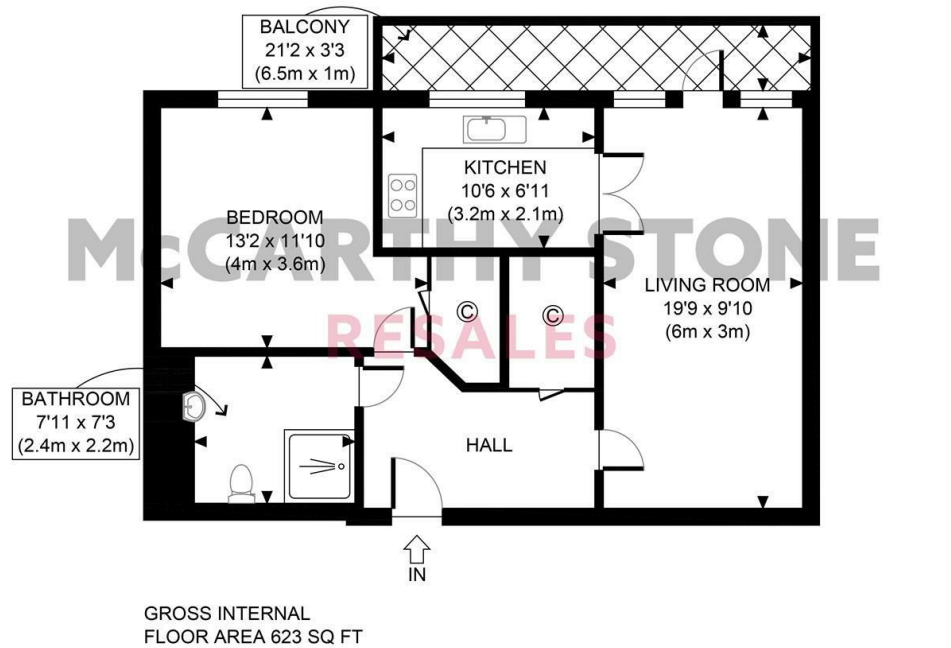 BALCONY
21'2 x 3'3
(6.5m x 1m)
KITCHEN
10'6 x 6'11
(3.2m x 2.1m)
BEDROOM
13'2 x 11'10
(4m x 3.6m)
McCARTHY STONE
RESALES
LIVING ROOM
19'9 x 9'10
(6m x 3m)
©
©
BATHROOM
7'11 x 7'3
(2.4m x 2.2m)
HALL
IN
GROSS INTERNAL
FLOOR AREA 623 SQ FT